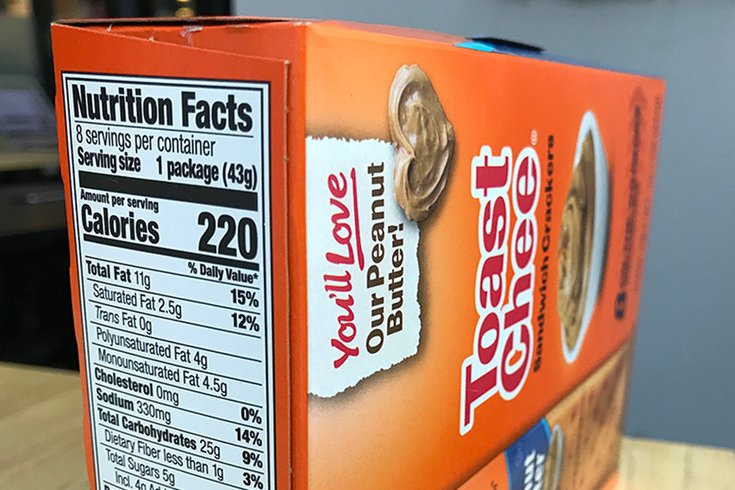 Nutrition Facts
8 servings per container
Serving size 1 package (43g)
Amount per serving
Calories 220
% Daily Value*
Total Fat 11g 15%
Saturated Fat 2.5g 12%
Trans Fat 0g
Polyunsaturated Fat 4g
Monounsaturated Fat 4.5g
Cholesterol 0mg 0%
Sodium 330mg 14%
Total Carbohydrates 25g 9%
Dietary Fiber less than 1g 3%
Total Sugars 5g
Incl. 4g
You'll Love
Our Peanut
Butter!
Toast
Chee®
Sandwich Crackers